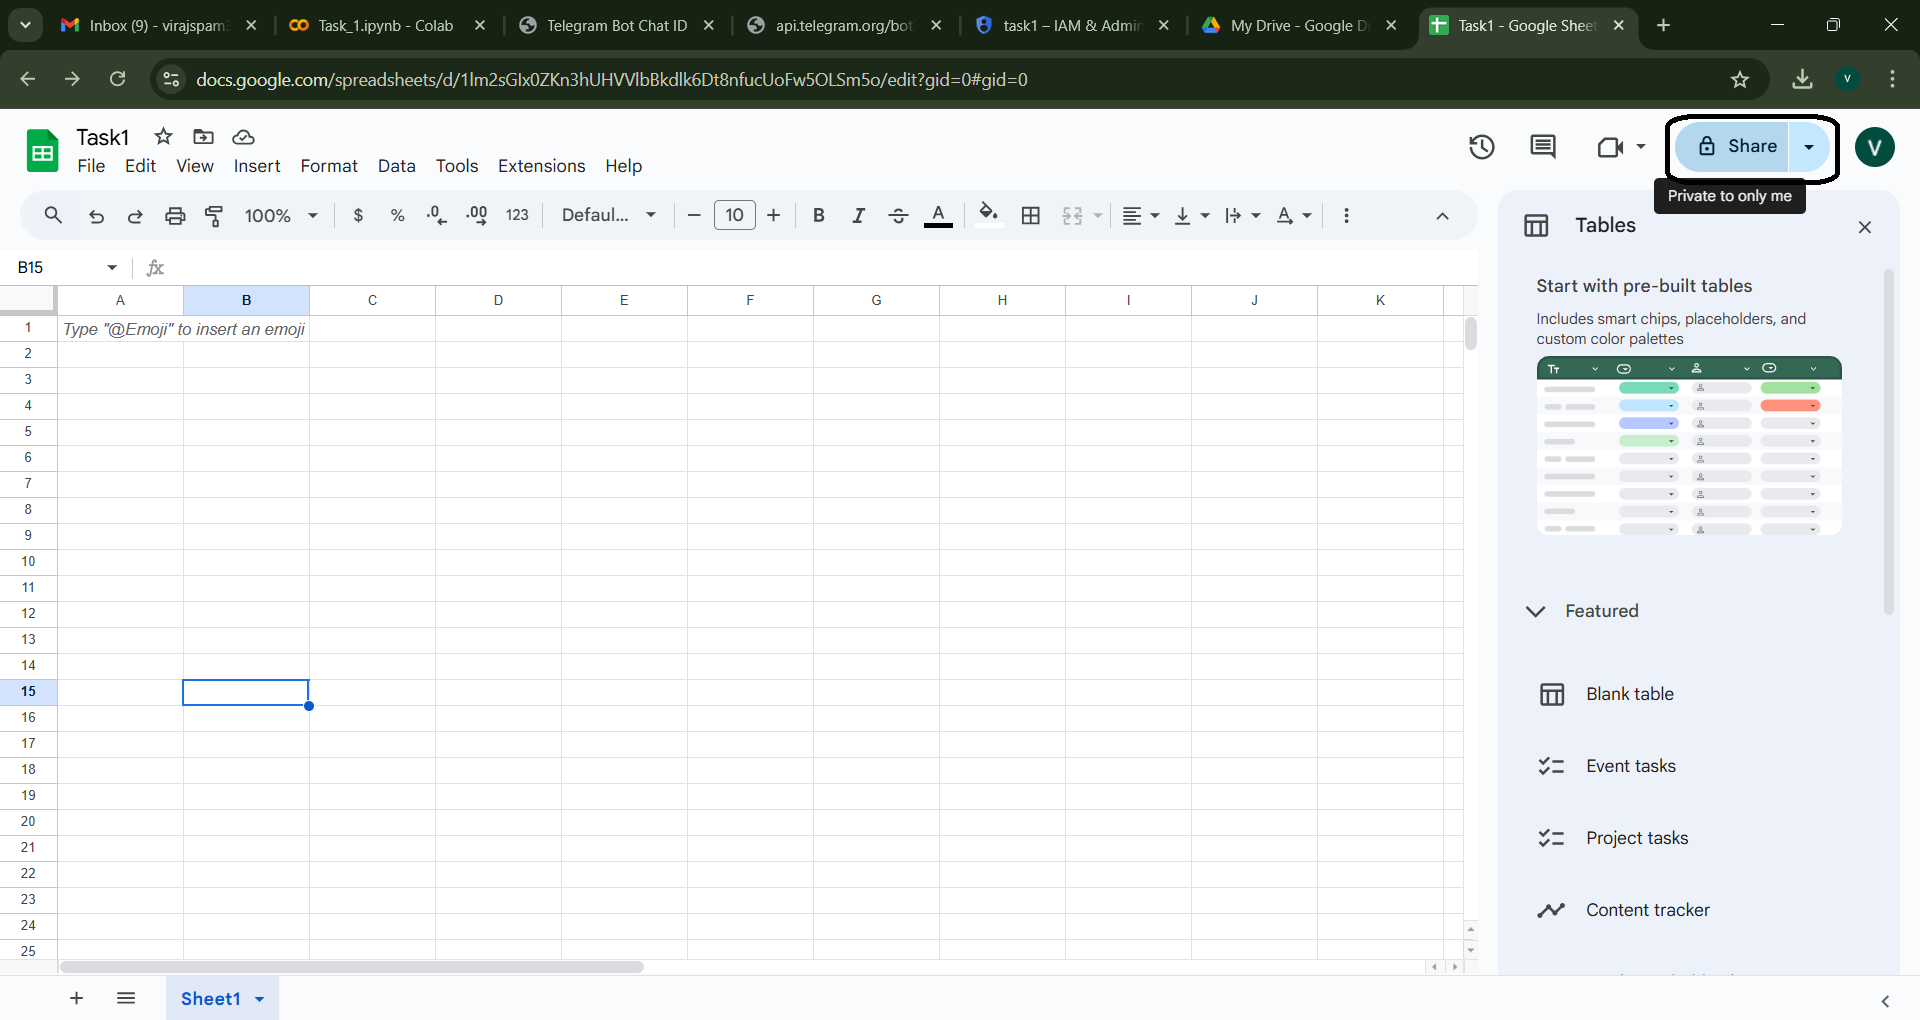 Inbox (9) - virajspam
Task_1.ipynb - Colab
Telegram Bot Chat ID
api.telegram.org/bot
task1 – IAM & Admin
My Drive - Google D
Task1 - Google Sheet
docs.google.com/spreadsheets/d/1lm2sGlx0ZKn3hUHVVlbBkdlk6Dt8nfucUoFw5OLSm5o/edit?gid=0#gid=0
V
Task1
File Edit View Insert Format Data Tools Extensions Help
Share
V
Private to only me
100% $ % .0 .00 123 Defaul... 10 B I A
B15
fx
Tables
Start with pre-built tables
Includes smart chips, placeholders, and
custom color palettes
Tт
A B C D E F G H I J K
1 Type "@Emoji" to insert an emoji
2
3
4
5
6
7
8
9
10
11
12
13
14
15
16
17
18
19
20
21
22
23
24
25
Featured
Blank table
Event tasks
Project tasks
Content tracker
Sheet1